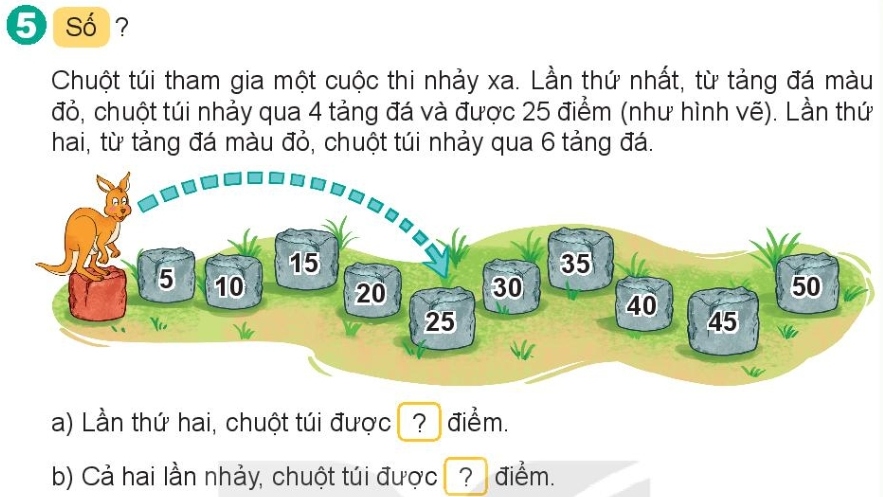 5 Số ?
Chuột túi tham gia một cuộc thi nhảy xa. Lần thứ nhất, từ tảng đá màu
đỏ, chuột túi nhảy qua 4 tảng đá và được 25 điểm (như hình vẽ). Lần thứ
hai, từ tảng đá màu đỏ, chuột túi nhảy qua 6 tảng đá.
5 10 15 20 25 30 35 40 45 50
a) Lần thứ hai, chuột túi được ? điểm.
b) Cả hai lần nhảy, chuột túi được ? điểm.